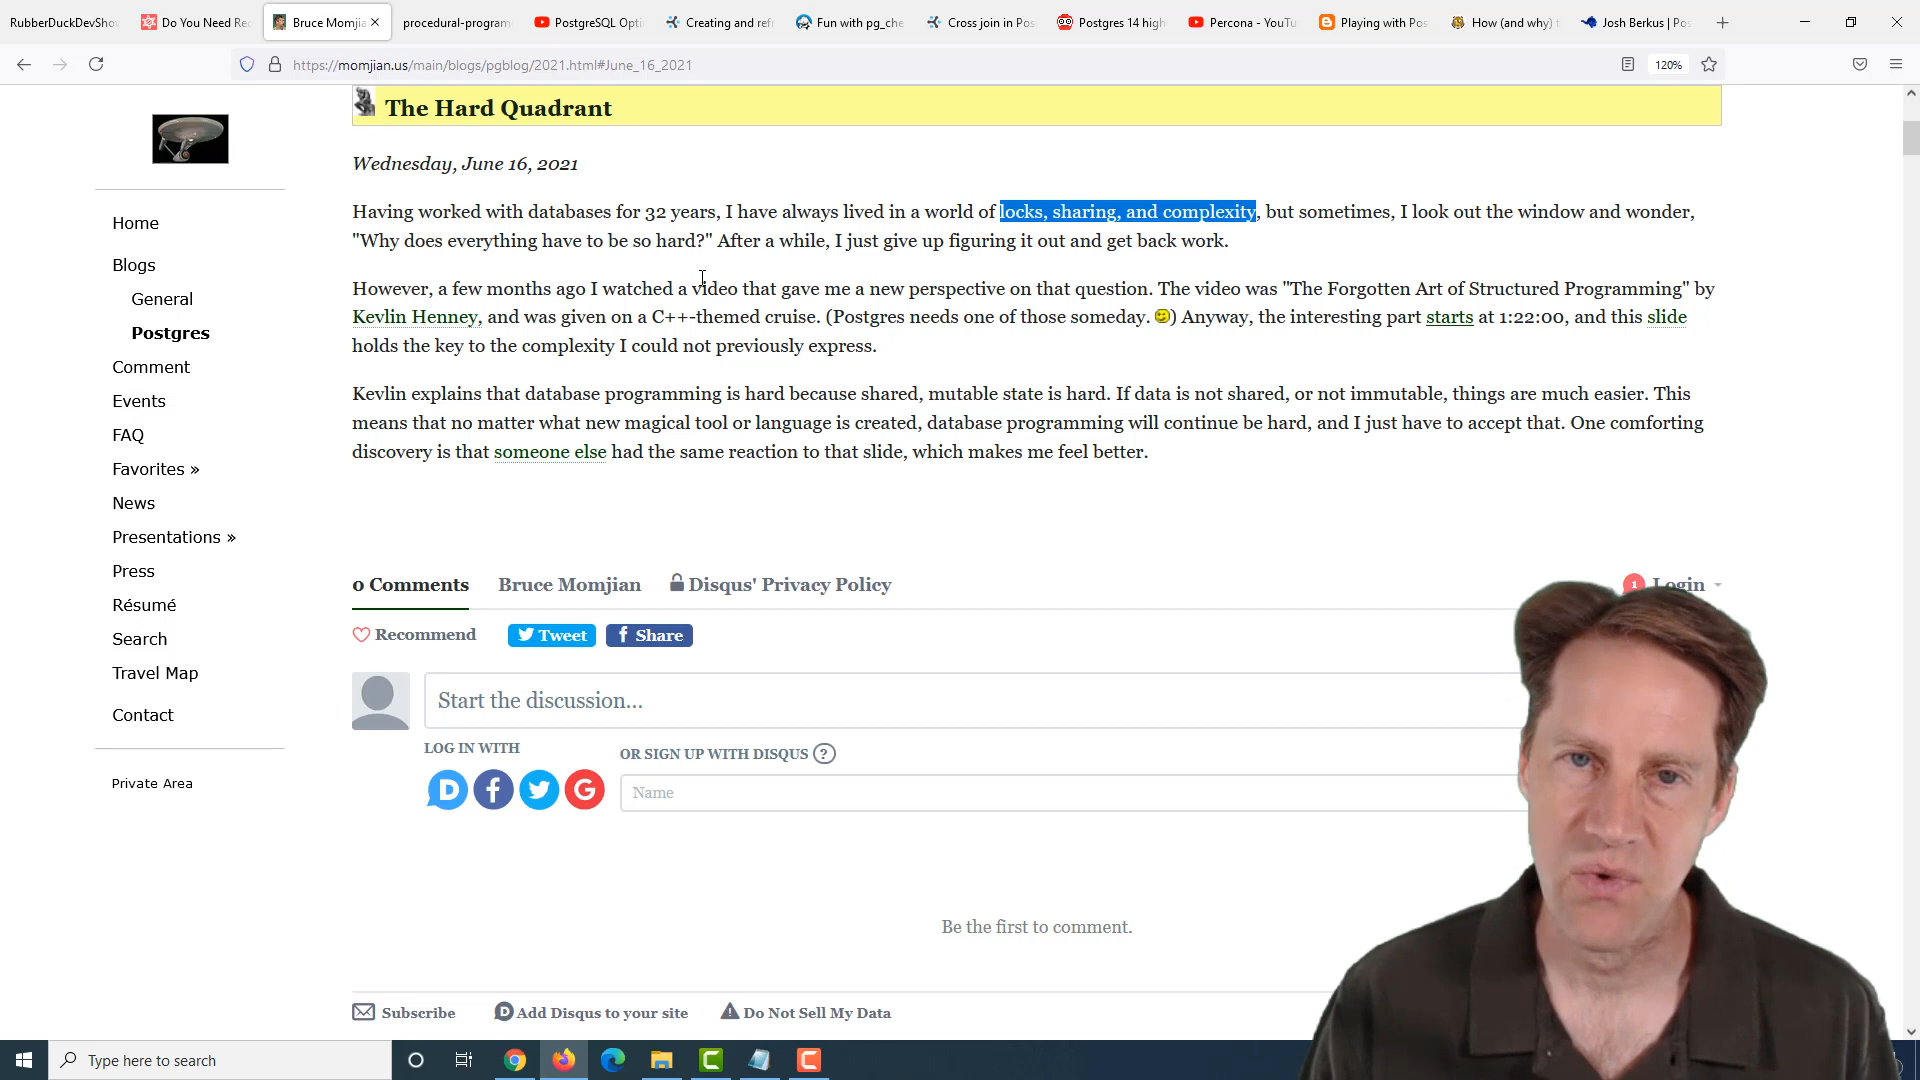 RubberDuckDevSho
Do You Need Re
Bruce Momjia
procedural-program
PostgreSQL Opti
Creating and refr
Fun with pg_che
Cross join in Pos
Postgres 14 high
Percona - YouTu
Playing with Pos
How (and why) t
Josh Berkus | Pos
https://momjian.us/main/blogs/pgblog/2021.html#June_16_2021
120%
The Hard Quadrant
Wednesday, June 16, 2021
Having worked with databases for 32 years, I have always lived in a world of locks, sharing, and complexity, but sometimes, I look out the window and wonder,
"Why does everything have to be so hard?" After a while, I just give up figuring it out and get back work.
However, a few months ago I watched a video that gave me a new perspective on that question. The video was "The Forgotten Art of Structured Programming" by
Kevlin Henney, and was given on a C++-themed cruise. (Postgres needs one of those someday. ) Anyway, the interesting part starts at 1:22:00, and this slide
holds the key to the complexity I could not previously express.
Kevlin explains that database programming is hard because shared, mutable state is hard. If data is not shared, or not immutable, things are much easier. This
means that no matter what new magical tool or language is created, database programming will continue be hard, and I just have to accept that. One comforting
discovery is that someone else had the same reaction to that slide, which makes me feel better.
Home
Blogs
General
Postgres
Comment
Events
FAQ
Favorites »
News
Presentations »
Press
Résumé
Search
Travel Map
Contact
Private Area
0 Comments
Bruce Momjian
Disqus' Privacy Policy
1
Login
Recommend
Tweet
Share
Start the discussion...
LOG IN WITH
OR SIGN UP WITH DISQUS ?
Name
Be the first to comment.
Subscribe
Add Disqus to your site
Do Not Sell My Data
Type here to search